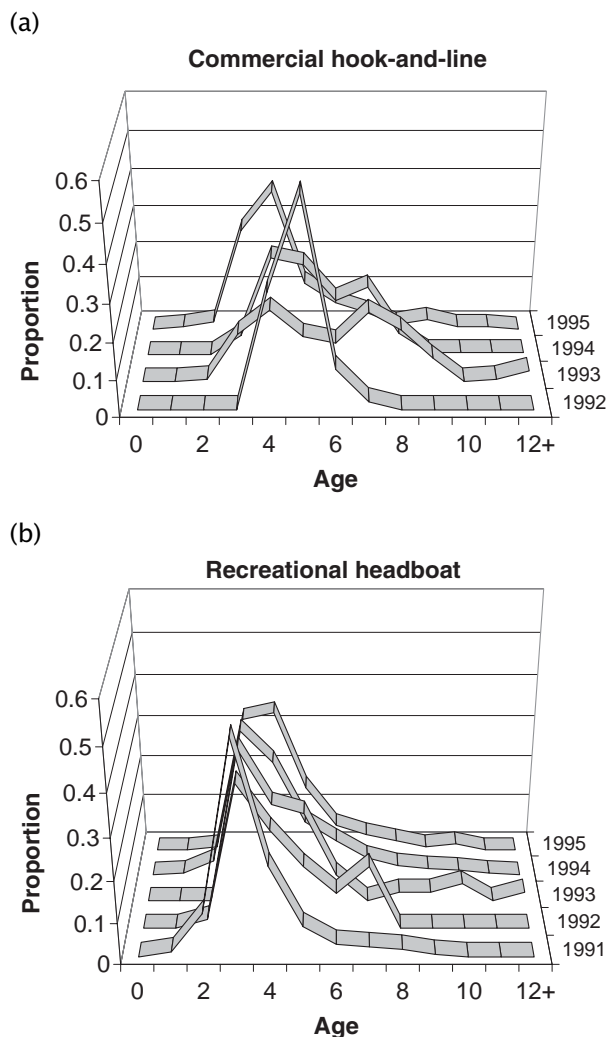 (a)
Commercial hook-and-line
0.6
0.5
0.4
0.3
0.2
0.1
0
Proportion
1995
1994
1993
1992
0 2 4 6 8 10 12+
Age
(b)
Recreational headboat
0.6
0.5
0.4
0.3
0.2
0.1
0
Proportion
1995
1994
1993
1992
1991
0 2 4 6 8 10 12+
Age